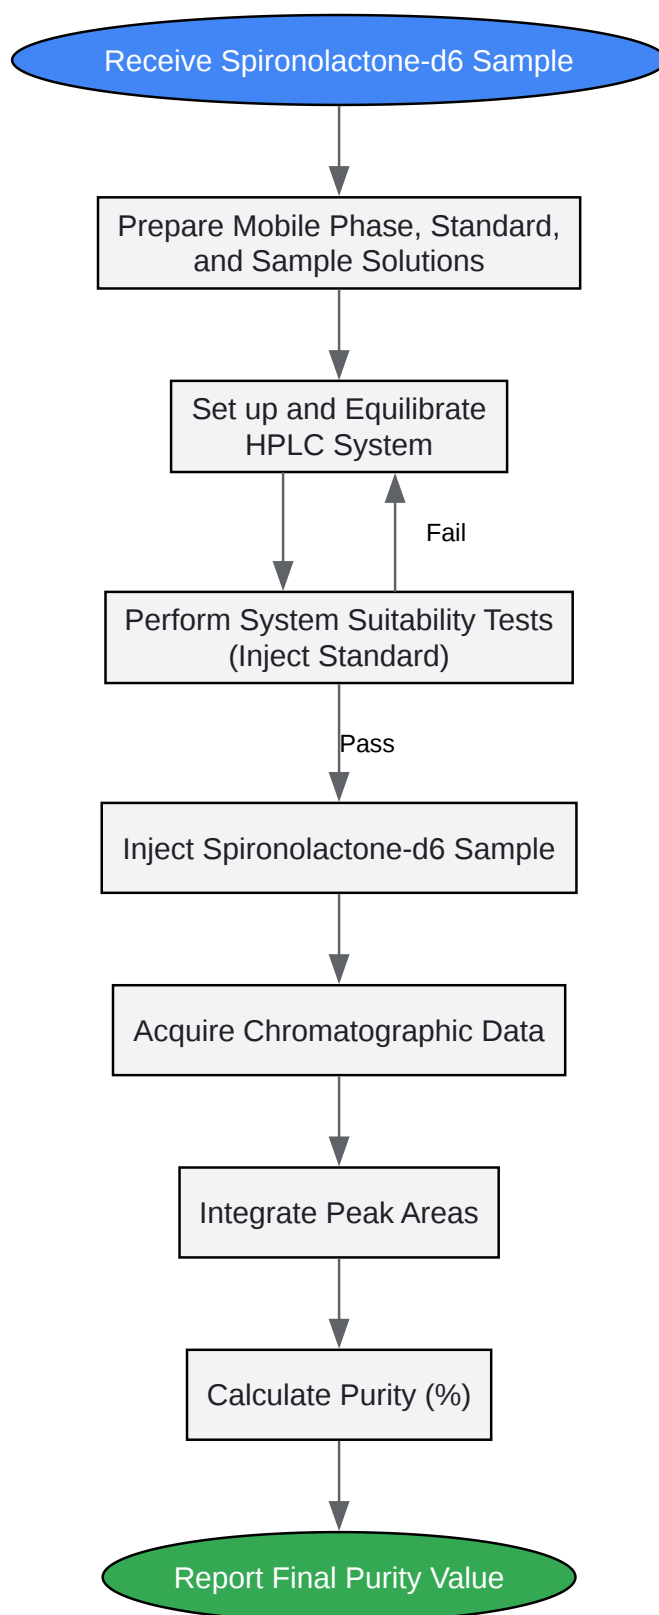 Receive Spironolactone-d6 Sample
Prepare Mobile Phase, Standard,
and Sample Solutions
Set up and Equilibrate
HPLC System
Fail
Perform System Suitability Tests
(Inject Standard)
Pass
Inject Spironolactone-d6 Sample
Acquire Chromatographic Data
Integrate Peak Areas
Calculate Purity (%)
Report Final Purity Value